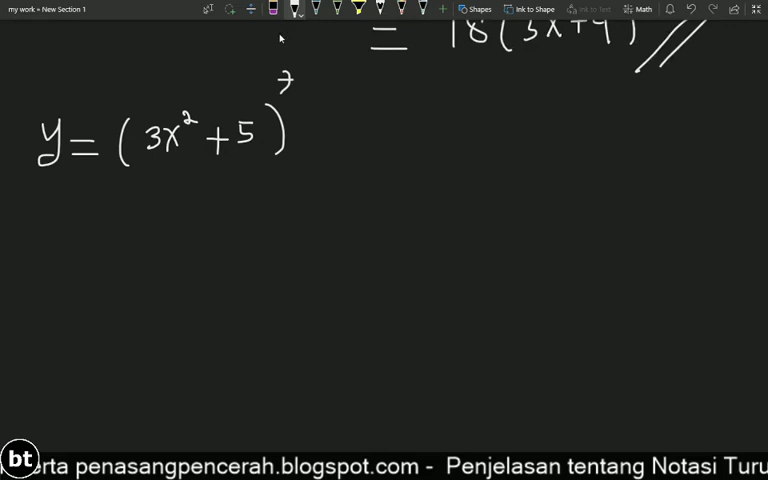 my work » New Section 1
Shapes Ink to Shape Ink to Text Math
= 18(3x+4)
y = (3x² + 5)⁷
bt
erta penasangpencerah.blogspot.com - Penjelasan tentang Notasi Turu